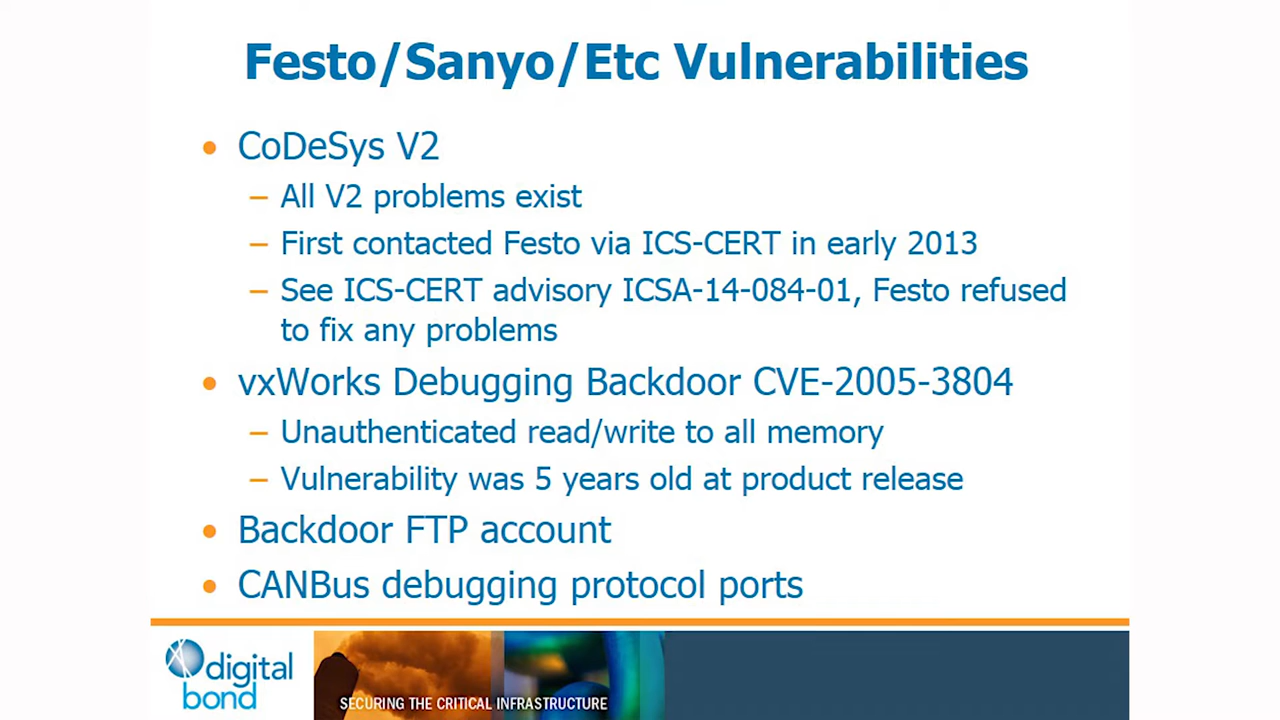 Festo/Sanyo/Etc Vulnerabilities
• CoDeSys V2
– All V2 problems exist
– First contacted Festo via ICS-CERT in early 2013
– See ICS-CERT advisory ICSA-14-084-01, Festo refused
to fix any problems
• vxWorks Debugging Backdoor CVE-2005-3804
– Unauthenticated read/write to all memory
– Vulnerability was 5 years old at product release
• Backdoor FTP account
• CANBus debugging protocol ports
digital
bond
SECURING THE CRITICAL INFRASTRUCTURE